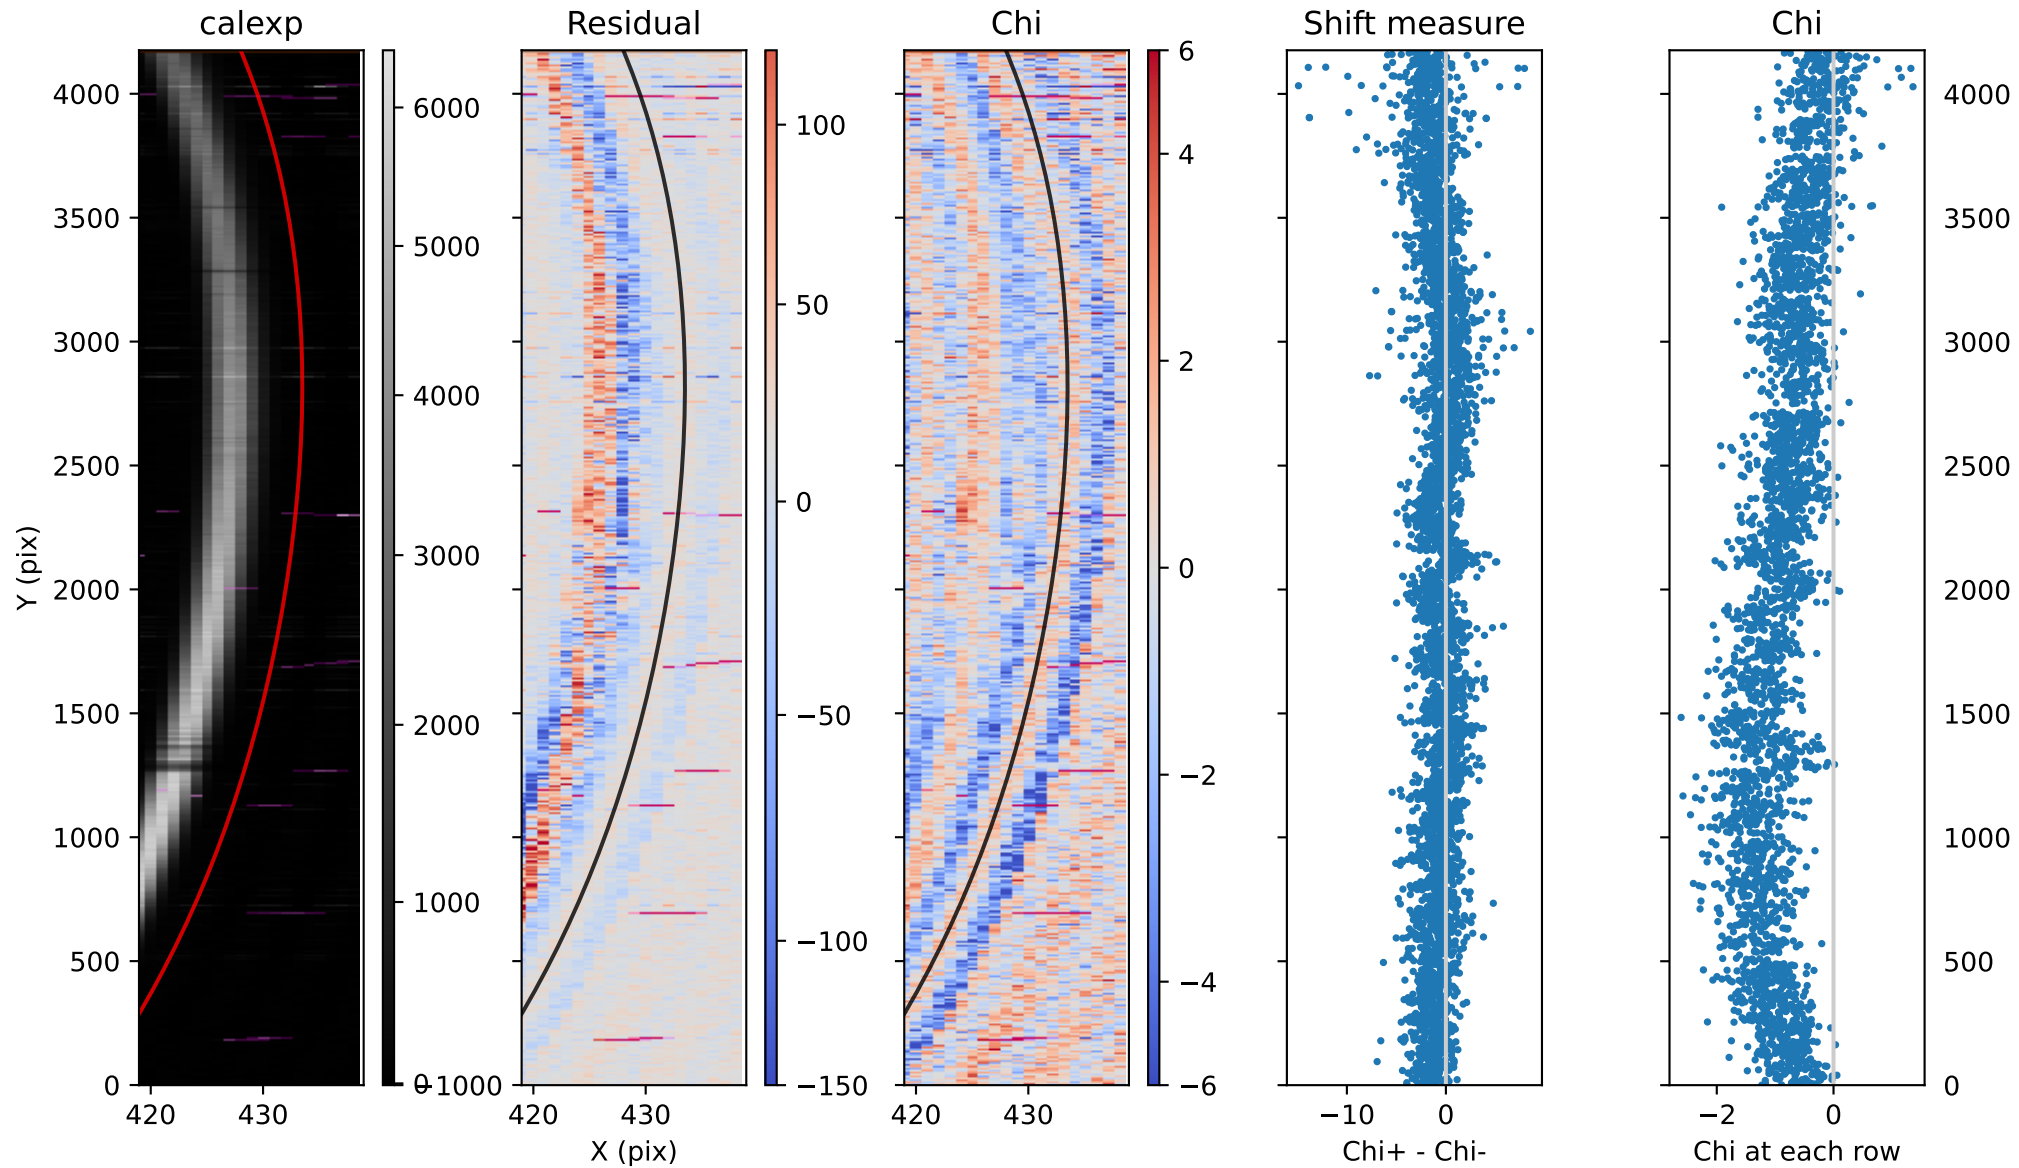 calexp Residual Chi Shift measure Chi
4000 6000 100 6 4000
3500 5000 50 4 3500
3000 4000 0 2 3000
2500 3000 −50 0 2500
2000 2000 −100 −2 2000
1500 1000 −150 −4 1500
1000 0 −1000 −6 1000
500 500
0 0
Y (pix)
420 430 420 430 420 430 −10 0 −2 0
X (pix) Chi+ - Chi- Chi at each row